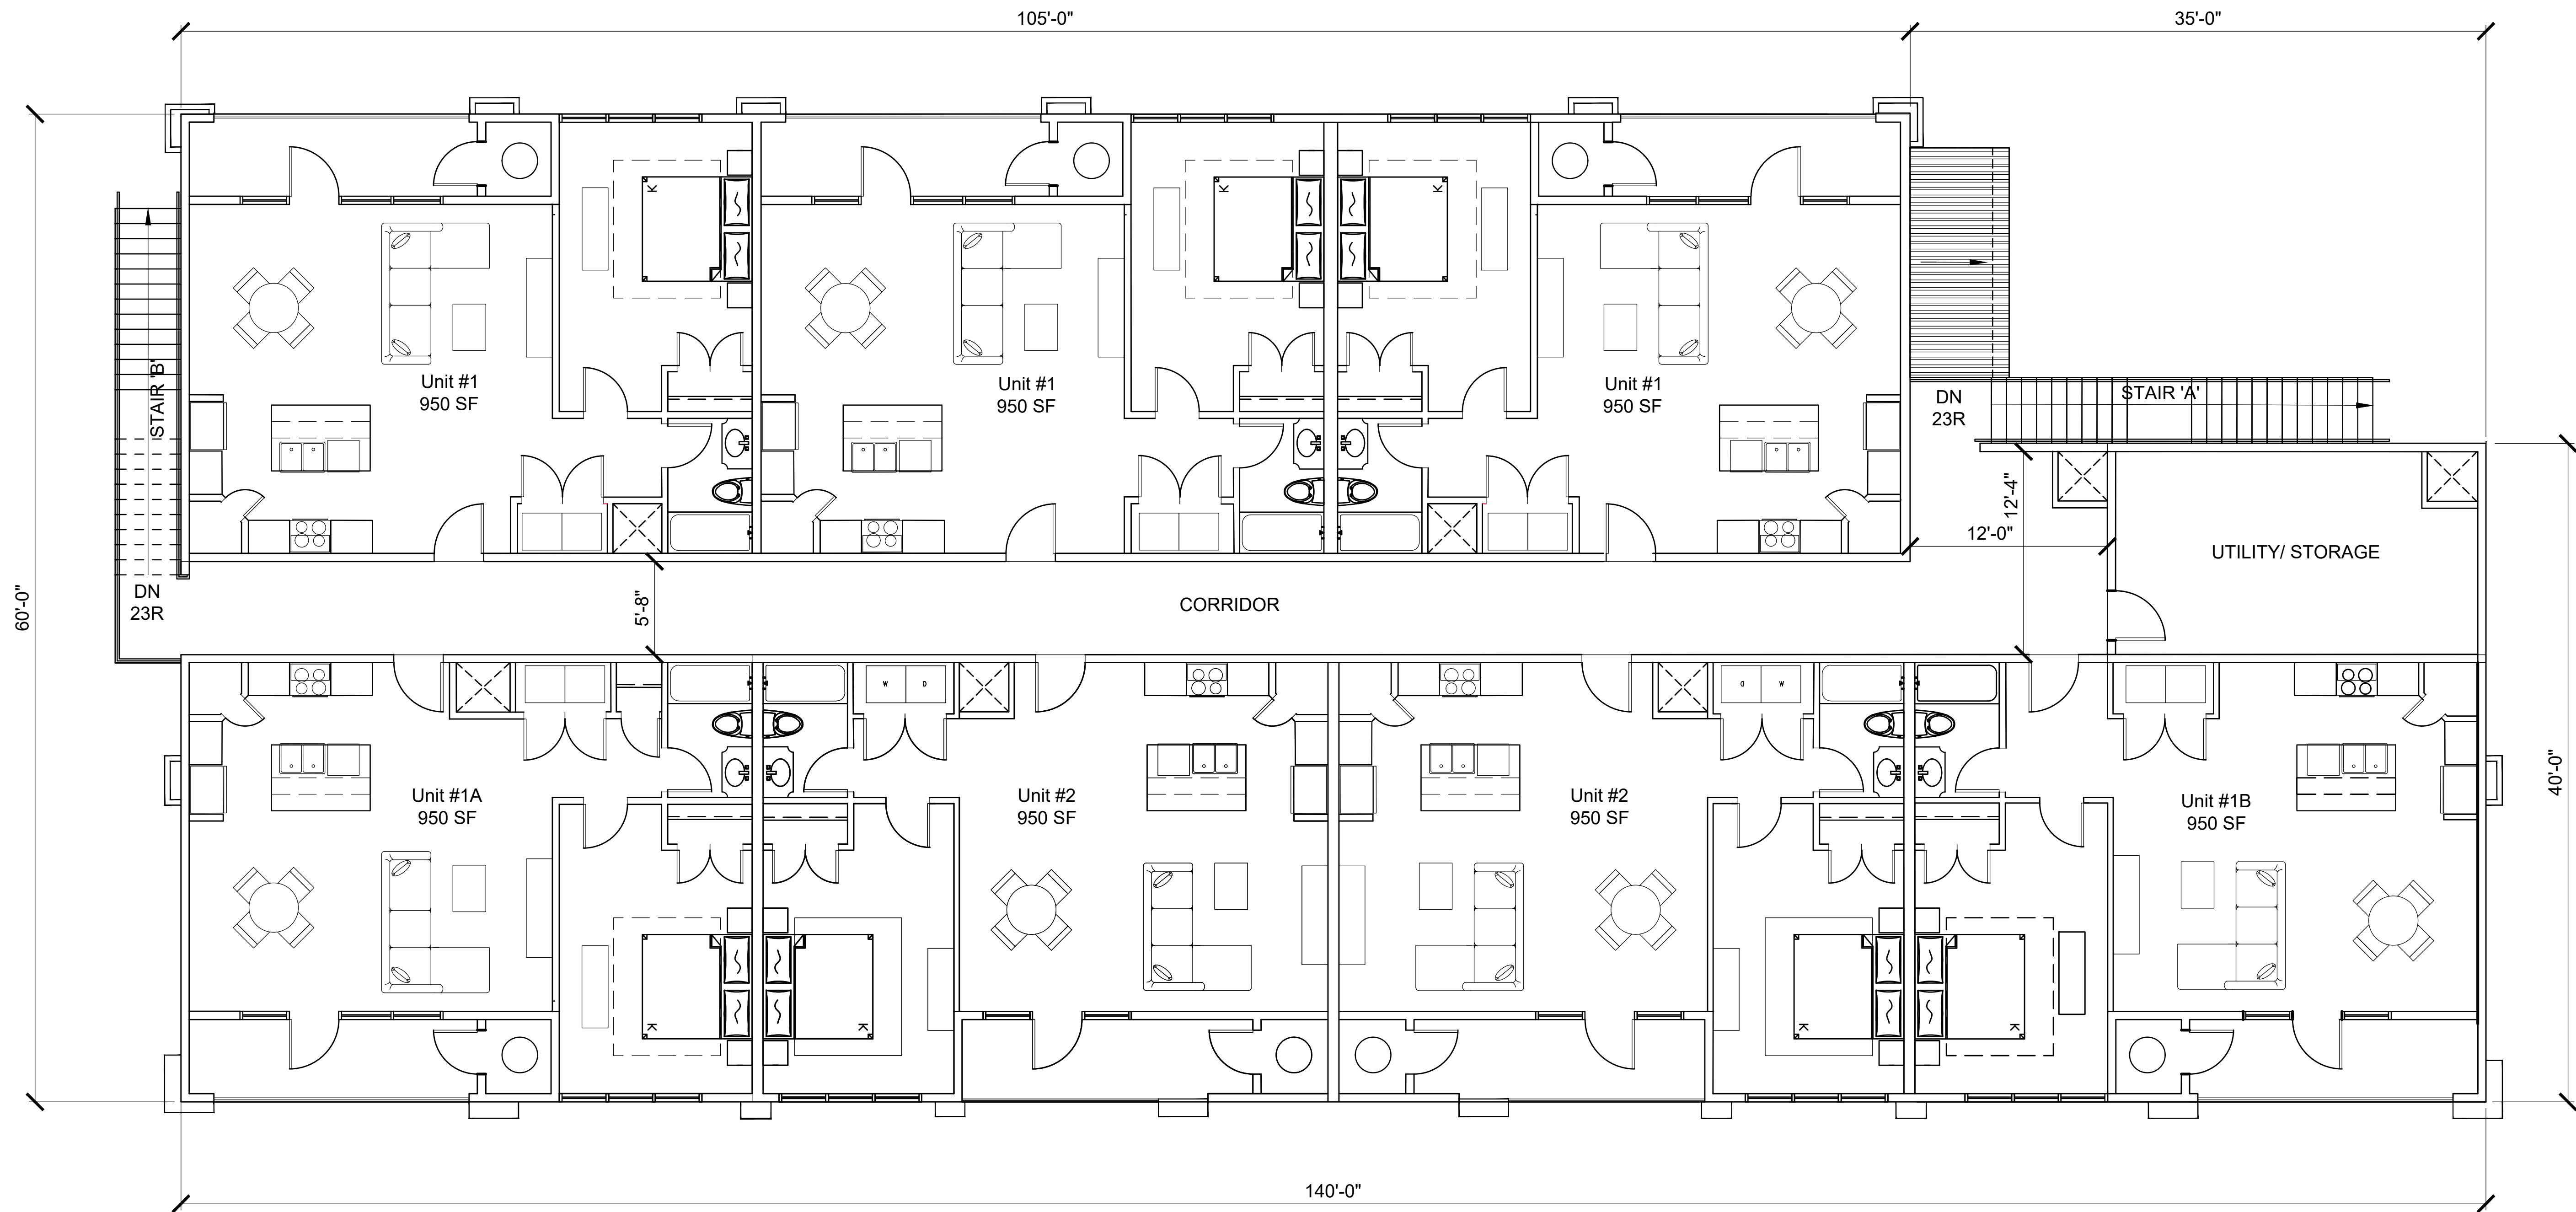 105'-0"
35'-0"
Unit #1
950 SF
Unit #1
950 SF
Unit #1
950 SF
K
K
K
STAIR 'B'
DN
23R
DN
23R
STAIR 'A'
12'-4"
12'-0"
UTILITY/ STORAGE
60'-0"
5'-8"
CORRIDOR
W
D
D
W
Unit #1A
950 SF
Unit #2
950 SF
Unit #2
950 SF
Unit #1B
950 SF
40'-0"
K
K
K
K
140'-0"